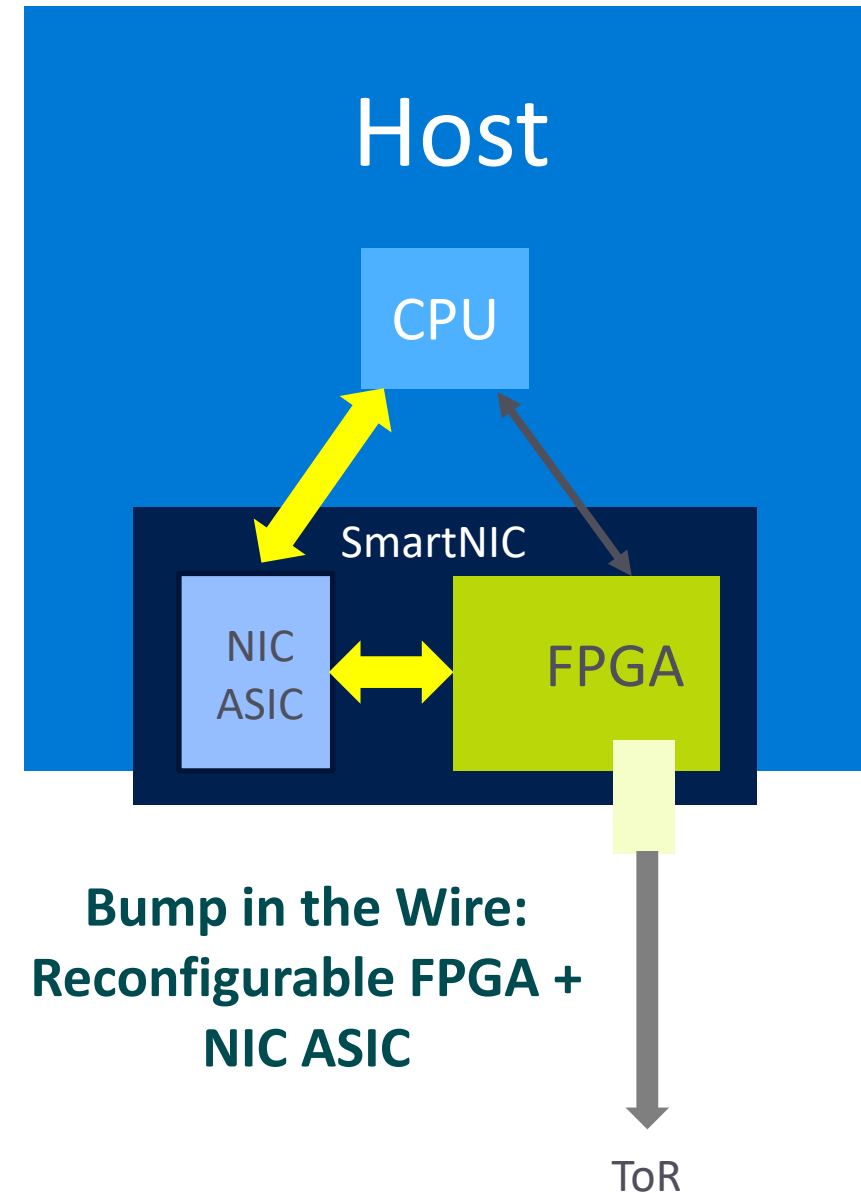 Host
CPU
SmartNIC
NIC
ASIC
FPGA
Bump in the Wire:
Reconfigurable FPGA +
NIC ASIC
ToR